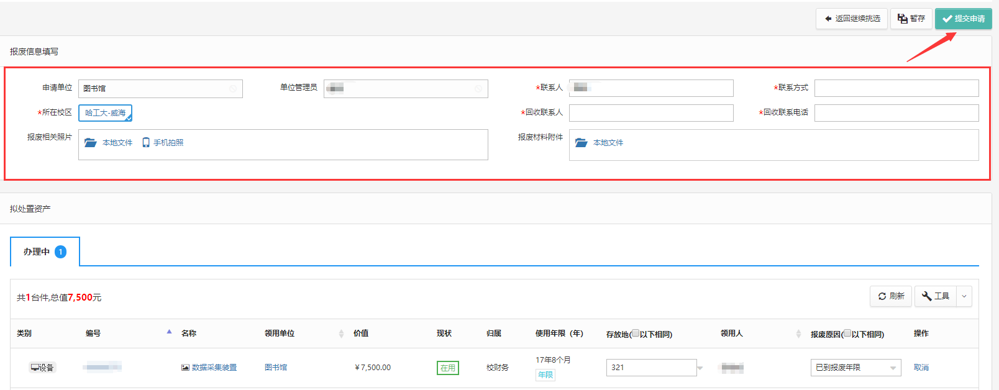 返回继续挑选 暂存 提交申请
报废信息填写
申请单位 图书馆 单位管理员 *联系人 *联系方式
*所在校区 哈工大-威海 *回收联系人 *回收联系电话
报废相关照片 本地文件 手机拍照 报废材料附件 本地文件
拟处置资产
办理中 1
共1台件,总值7,500元 刷新 工具
类别 编号 名称 领用单位 价值 现状 归属 使用年限（年） 存放地(以下相同) 领用人 报废原因(以下相同) 操作
设备 数据采集装置 图书馆 ¥7,500.00 在用 校财务 17年8个月 321 已到报废年限 取消
年限